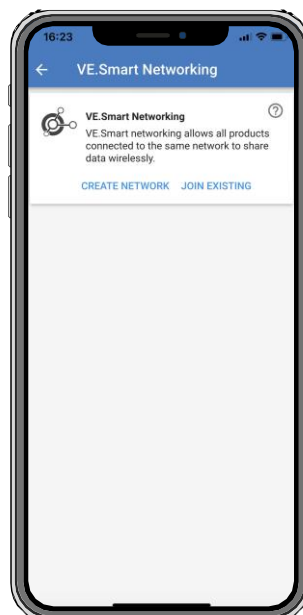 16:23
VE.Smart Networking
VE.Smart Networking
VE.Smart networking allows all products
connected to the same network to share
data wirelessly.
CREATE NETWORK JOIN EXISTING